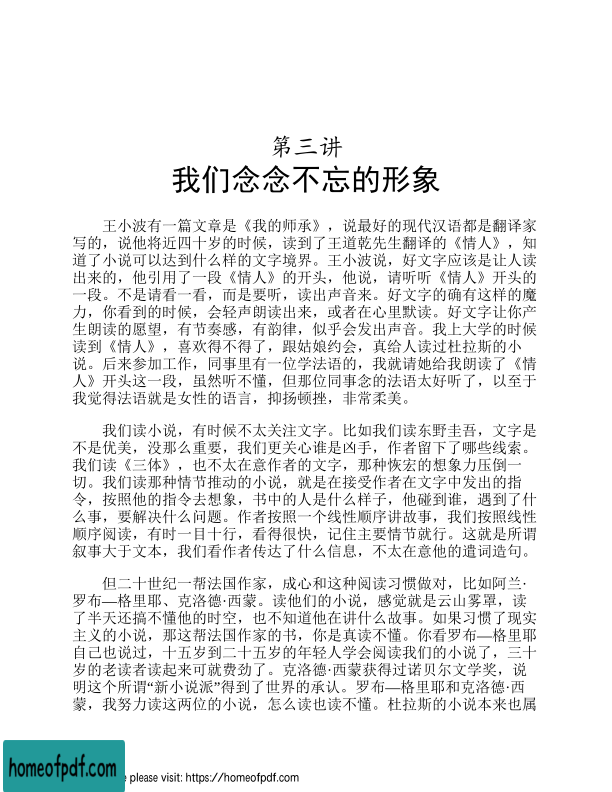 第三讲
我们念念不忘的形象
王小波有一篇文章是《我的师承》，说最好的现代汉语都是翻译家
写的，说他将近四十岁的时候，读到了王道乾先生翻译的《情人》，知
道了小说可以达到什么样的文字境界。王小波说，好文字应该是让人读
出来的，他引用了一段《情人》的开头，他说，请听听《情人》开头的
一段。不是请看一看，而是要听，读出声音来。好文字的确有这样的魔
力，你看到的时候，会轻声朗读出来，或者在心里默读。好文字让你产
生朗读的愿望，有节奏感，有韵律，似乎会发出声音。我上大学的时候
读到《情人》，喜欢得不得了，跟姑娘约会，真给人读过杜拉斯的小
说。后来参加工作，同事里有一位学法语的，我就请她给我朗读了《情
人》开头这一段，虽然听不懂，但那位同事念的法语太好听了，以至于
我觉得法语就是女性的语言，抑扬顿挫，非常柔美。
我们读小说，有时候不太关注文字。比如我们读东野圭吾，文字是
不是优美，没那么重要，我们更关心谁是凶手，作者留下了哪些线索。
我们读《三体》，也不太在意作者的文字，那种恢宏的想象力压倒一
切。我们读那种情节推动的小说，就是在接受作者在文字中发出的指
令，按照他的指令去想象，书中的人是什么样子，他碰到谁，遇到了什
么事，要解决什么问题。作者按照一个线性顺序讲故事，我们按照线性
顺序阅读，有时一目十行，看得很快，记住主要情节就行。这就是所谓
叙事大于文本，我们看作者传达了什么信息，不太在意他的遣词造句。
但二十世纪一帮法国作家，成心和这种阅读习惯做对，比如阿兰·
罗布—格里耶、克洛德·西蒙。读他们的小说，感觉就是云山雾罩，读
了半天还搞不懂他的时空，也不知道他在讲什么故事。如果习惯了现实
主义的小说，那这帮法国作家的书，你是真读不懂。你看罗布—格里耶
自己也说过，十五岁到二十五岁的年轻人学会阅读我们的小说了，三十岁
的老读者读起来可就费劲了。克洛德·西蒙获得过诺贝尔文学奖，说
明这个所谓“新小说派”得到了世界的承认。罗布—格里耶和克洛德·西
蒙，我努力读这两位的小说，怎么读也读不懂。杜拉斯的小说本来也属
homeofpdf.com
e please visit: https://homeofpdf.com